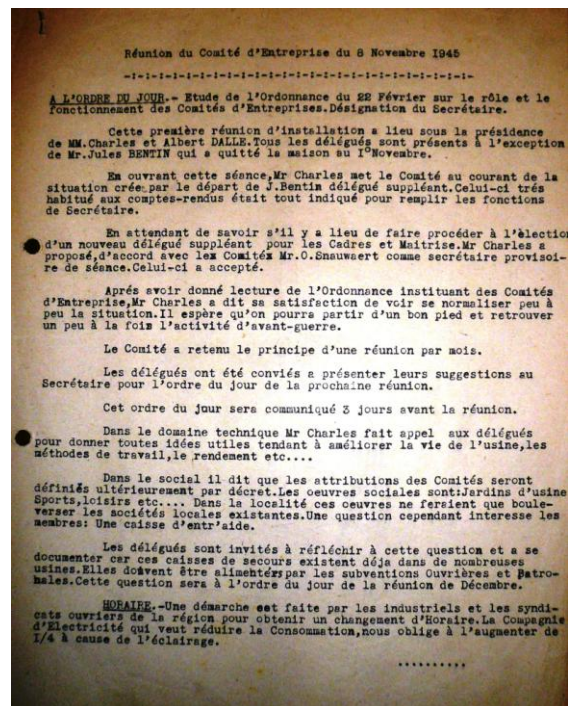 Réunion du Comité d'Entreprise du 8 Novembre 1945
-:-:-:-:-:-:-:-:-:-:-:-:-:-:-:-:-:-:-:-:-:-:-:-:-:-
A L'ORDRE DU JOUR.- Etude de l'Ordonnance du 22 Février sur le rôle et le
fonctionnement des Comités d'Entreprises.Désignation du Secrétaire.
Cette première réunion d'installation a lieu sous la présidence
de MM.Charles et Albert DALLE.Tous les délégués sont présents à l'exception
de Mr.Jules BENTIN qui a quitté la maison au I°Novembre.
En ouvrant cette séance,Mr Charles met le Comité au courant de la
situation crée par le départ de J.Bentin délégué suppléant.Celui-ci trés
habitué aux comptes-rendus était tout indiqué pour remplir les fonctions
de Secrétaire.
En attendant de savoir s'il y a lieu de faire procéder à l'élection
d'un nouveau délégué suppléant pour les Cadres et Maitrise.Mr Charles a
proposé,d'accord avec lex Comitéx Mr.O.Snauwaert comme secrétaire provisoi-
re de séance.Celui-ci a accepté.
Aprés avoir donné lecture de l'Ordonnance instituant des Comités
d'Entreprise,Mr Charles a dit sa satisfaction de voir se normaliser peu à
peu la situation.Il espère qu'on pourra partir d'un bon pied et retrouver
un peu à la fois l'activité d'avant-guerre.
Le Comité a retenu le principe d'une réunion par mois.
Les délégués ont été conviés a présenter leurs suggestions au
Secrétaire pour l'ordre du jour de la prochaine réunion.
Cet ordre du jour sera communiqué 3 jours avant la réunion.
Dans le domaine technique Mr Charles fait appel aux délégués
pour donner toutes idées utiles tendant à améliorer la vie de l'usine,les
méthodes de travail,le rendement etc....
Dans le social il dit que les attributions des Comités seront
définiés ultérieurement par décret.Les oeuvres sociales sont:Jardins d'usine
Sports,loisirs etc.... Dans la localité ces oeuvres ne feraient que boule-
verser les sociétés locales existantes.Une question cependant interesse les
membres: Une caisse d'entr'aide.
Les délégués sont invités à réfléchir à cette question et a se
documenter car ces caisses de secours existent déja dans de nombreuses
usines.Elles doivent être alimentérs par les subventions Ouvrières et Patro-
nales.Cette question sera à l'ordre du jour de la réunion de Décembre.
HORAIRE.-Une démarche est faite par les industriels et les syndi-
cats ouvriers de la région pour obtenir un changement d'Horaire.La Compagnie
d'Electricité qui veut réduire la Consommation,nous oblige à l'augmenter de
I/4 à cause de l'éclairage.
..........